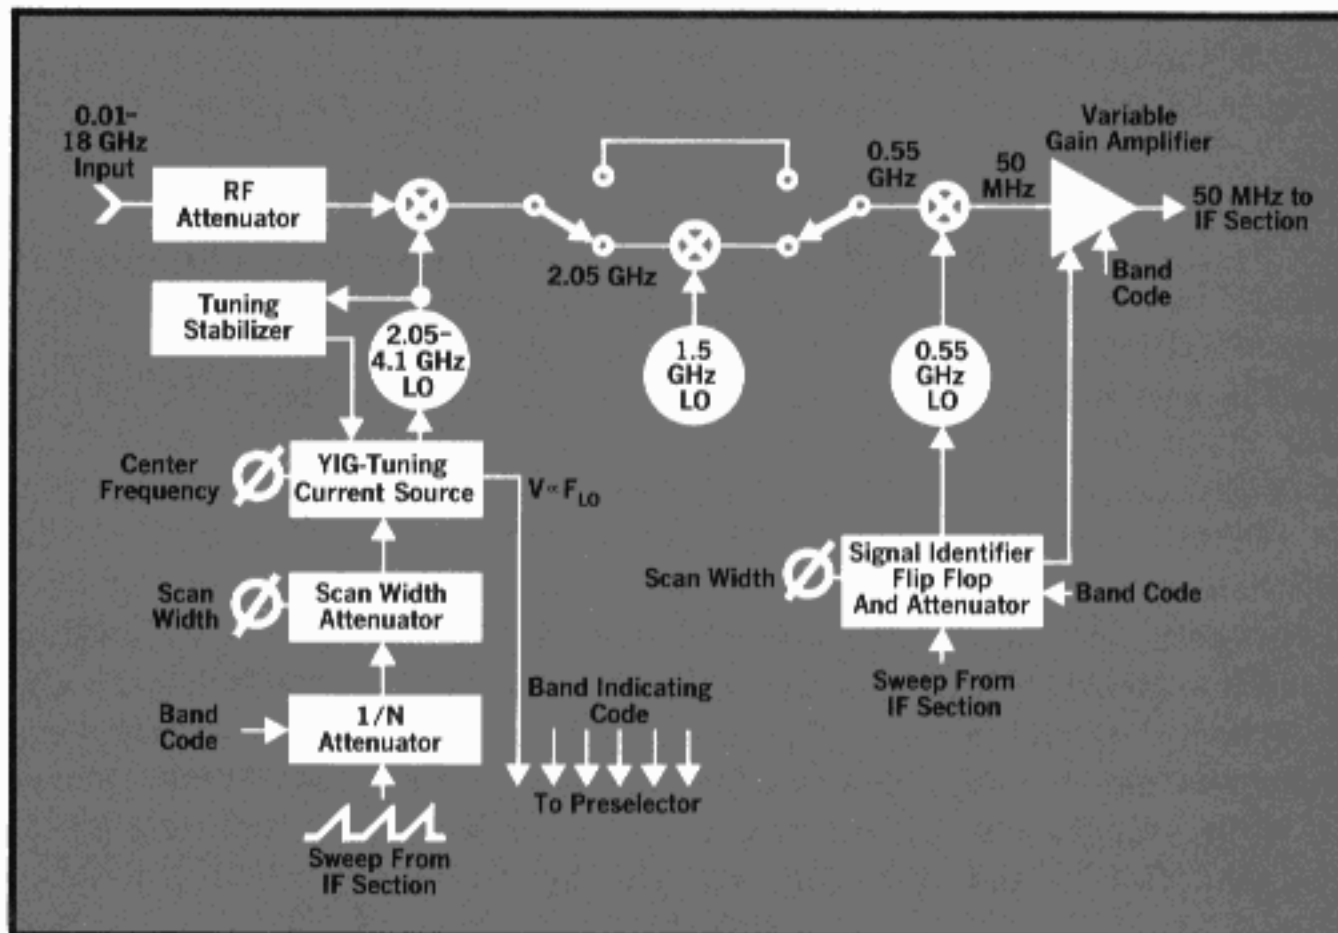 0.01–
18 GHz
Input
RF
Attenuator
0.55
GHz
50
MHz
Variable
Gain Amplifier
50 MHz to
IF Section
Band
Code
2.05 GHz
Tuning
Stabilizer
2.05–
4.1 GHz
LO
1.5
GHz
LO
0.55
GHz
LO
Center
Frequency
YIG-Tuning
Current Source
V∝F_LO
Scan
Width
Scan Width
Attenuator
Scan Width
Signal Identifier
Flip Flop
And Attenuator
Band Code
Sweep From
IF Section
Band
Code
1/N
Attenuator
Band Indicating
Code
To Preselector
Sweep From
IF Section